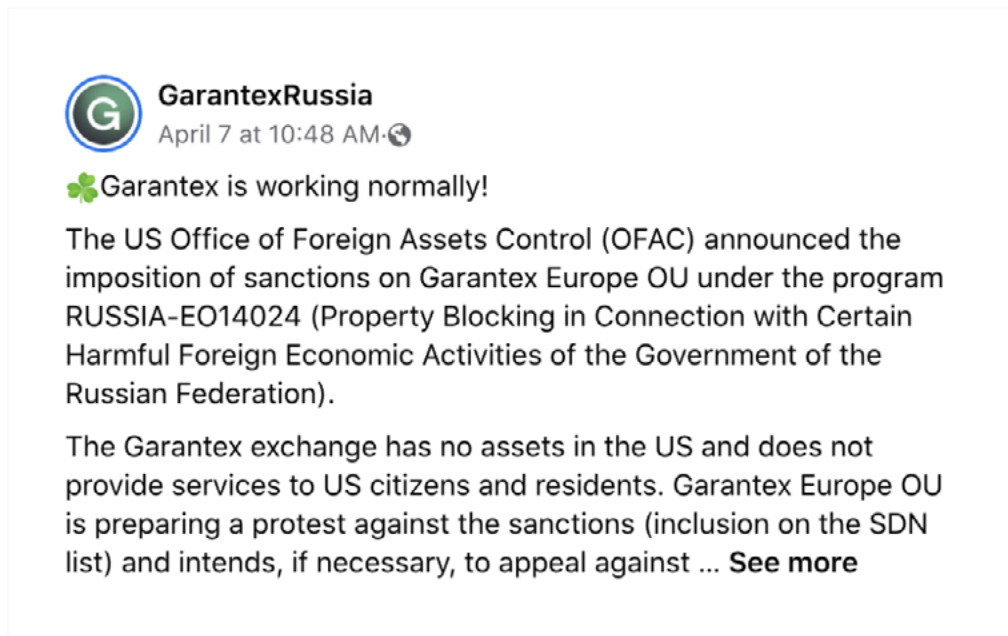 G
GarantexRussia
April 7 at 10:48 AM·
☘️Garantex is working normally!
The US Office of Foreign Assets Control (OFAC) announced the
imposition of sanctions on Garantex Europe OU under the program
RUSSIA-EO14024 (Property Blocking in Connection with Certain
Harmful Foreign Economic Activities of the Government of the
Russian Federation).
The Garantex exchange has no assets in the US and does not
provide services to US citizens and residents. Garantex Europe OU
is preparing a protest against the sanctions (inclusion on the SDN
list) and intends, if necessary, to appeal against ... See more